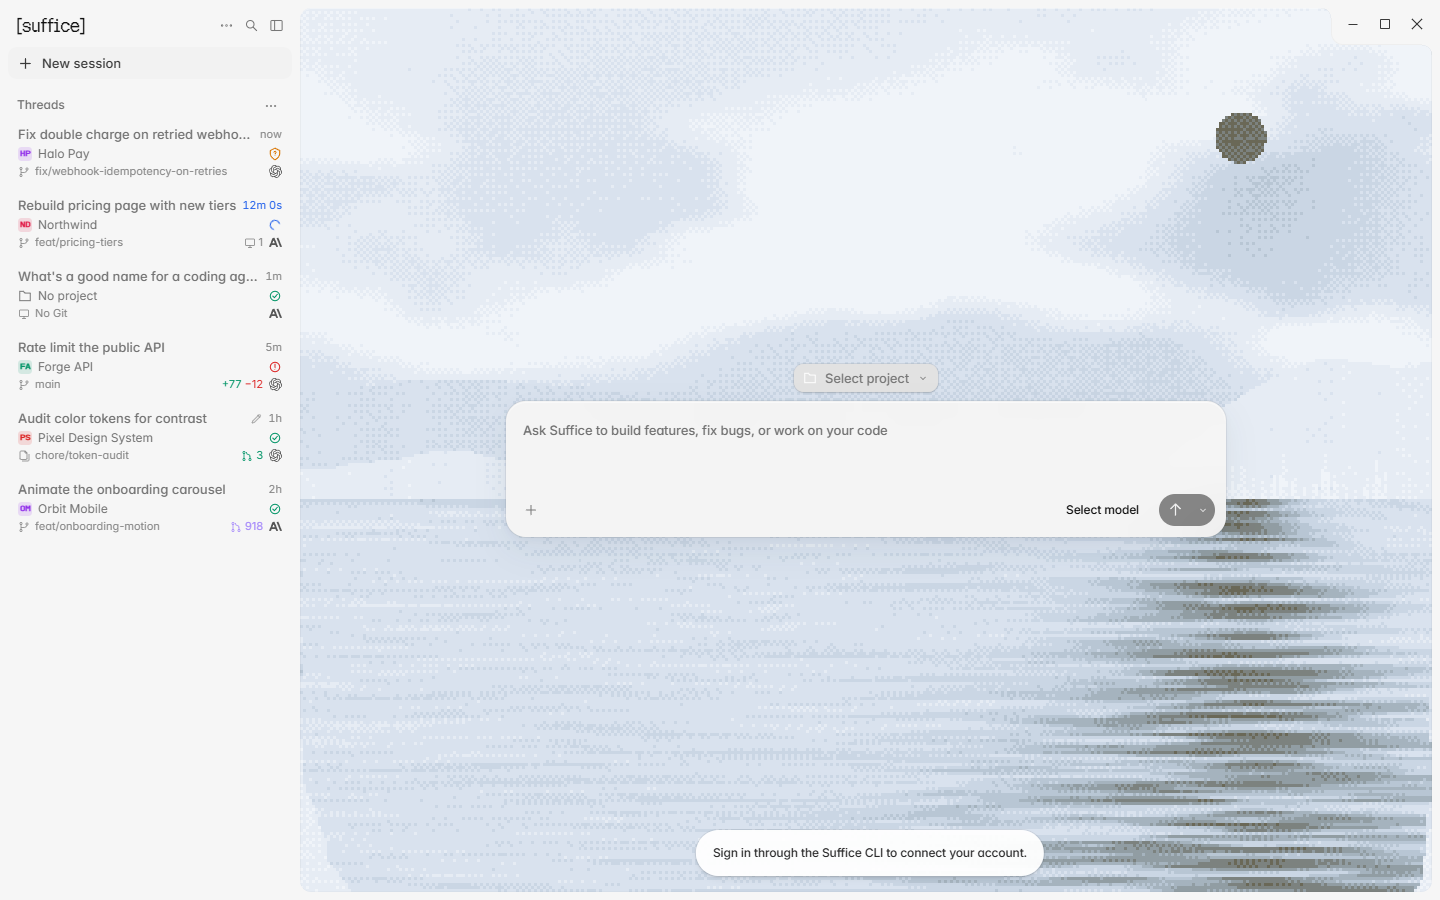 [suffice]
New session
Threads
Fix double charge on retried webho... now
HP Halo Pay
fix/webhook-idempotency-on-retries
Rebuild pricing page with new tiers 12m 0s
ND Northwind
feat/pricing-tiers 1
What's a good name for a coding ag... 1m
No project
No Git
Rate limit the public API 5m
FA Forge API
main +77 −12
Audit color tokens for contrast 1h
PS Pixel Design System
chore/token-audit 3
Animate the onboarding carousel 2h
OM Orbit Mobile
feat/onboarding-motion 918
Select project
Ask Suffice to build features, fix bugs, or work on your code
Select model
Sign in through the Suffice CLI to connect your account.